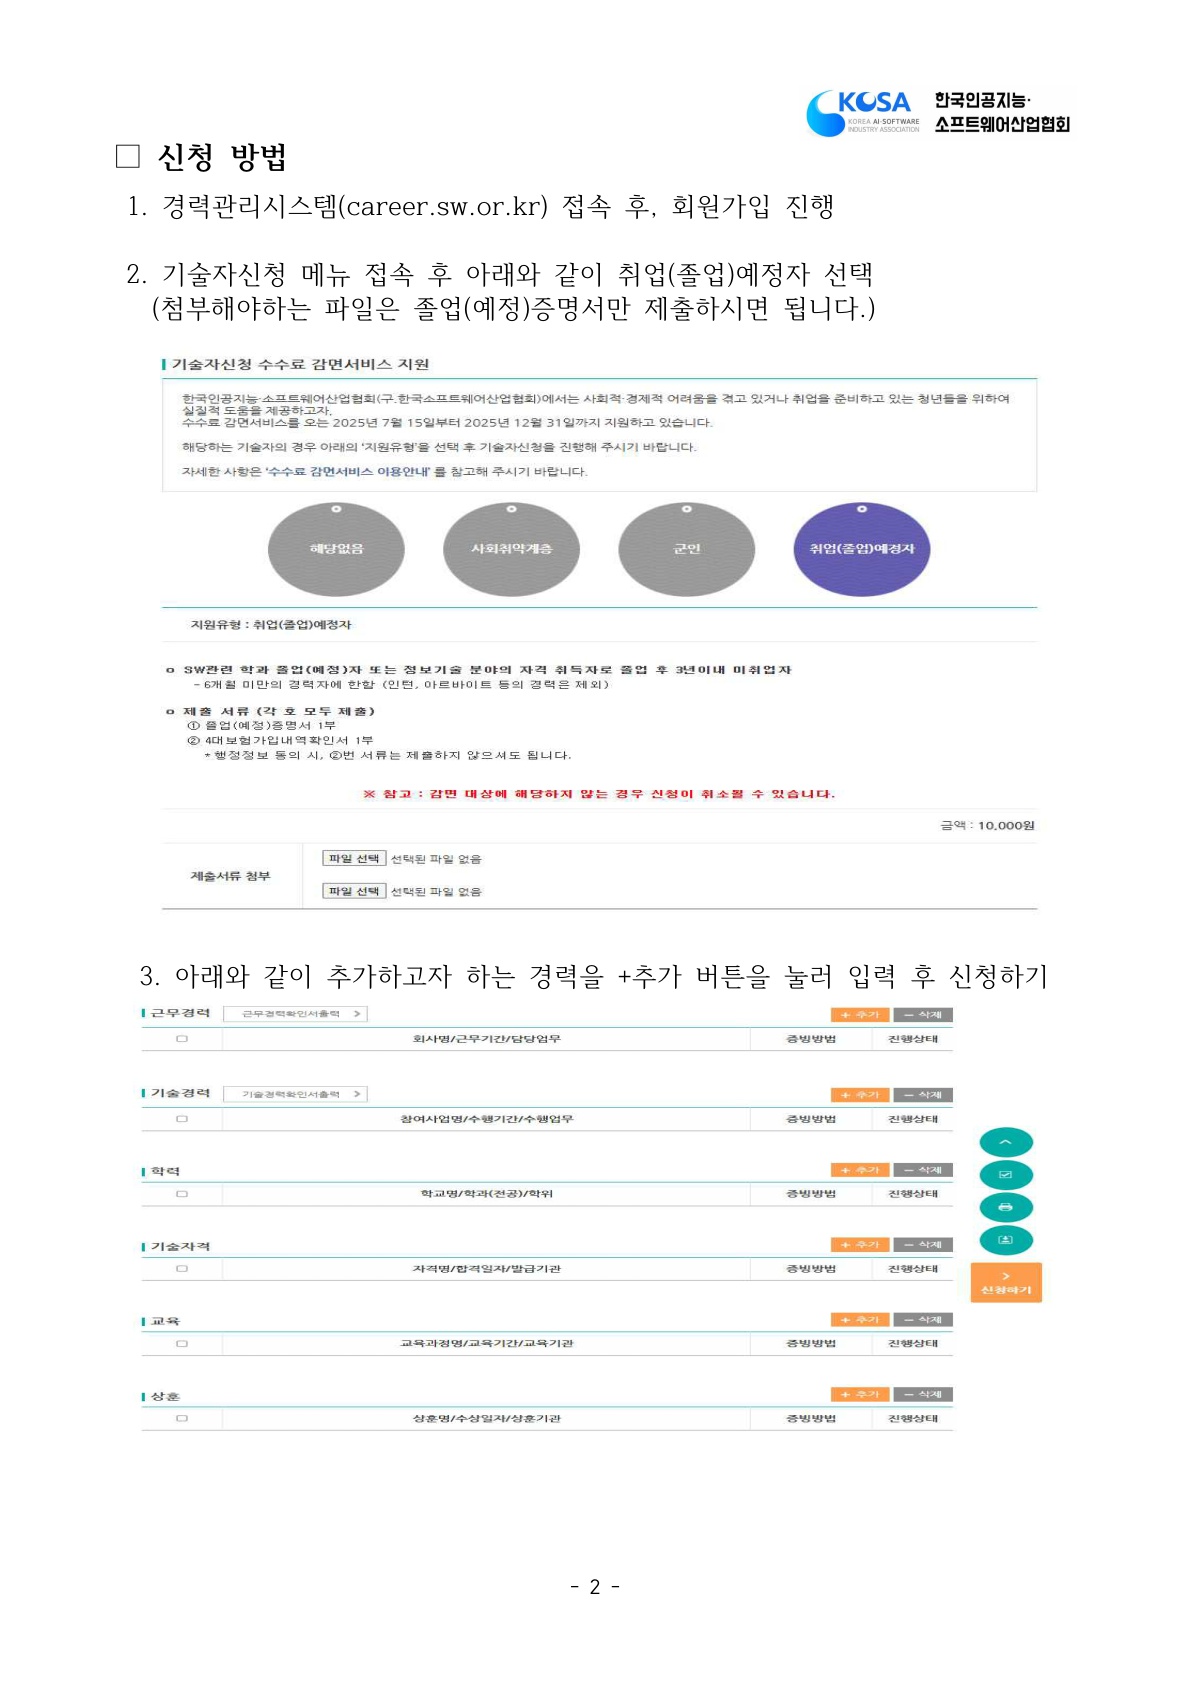 KOSA
KOREA AI·SOFTWARE
INDUSTRY ASSOCIATION
한국인공지능·
소프트웨어산업협회
□ 신청 방법
1. 경력관리시스템(career.sw.or.kr) 접속 후, 회원가입 진행
2. 기술자신청 메뉴 접속 후 아래와 같이 취업(졸업)예정자 선택
(첨부해야하는 파일은 졸업(예정)증명서만 제출하시면 됩니다.)
기술자신청 수수료 감면서비스 지원
한국인공지능·소프트웨어산업협회(구.한국소프트웨어산업협회)에서는 사회적·경제적 어려움을 겪고 있거나 취업을 준비하고 있는 청년들을 위하여
실질적 도움을 제공하고자,
수수료 감면서비스를 오는 2025년 7월 15일부터 2025년 12월 31일까지 지원하고 있습니다.
해당하는 기술자의 경우 아래의 '지원유형'을 선택 후 기술자신청을 진행해 주시기 바랍니다.
자세한 사항은 '수수료 감면서비스 이용안내' 를 참고해 주시기 바랍니다.
해당없음 사회취약계층 군인 취업(졸업)예정자
지원유형 : 취업(졸업)예정자
o SW관련 학과 졸업(예정)자 또는 정보기술 분야의 자격 취득자로 졸업 후 3년이내 미취업자
- 6개월 미만의 경력자에 한함 (인턴, 아르바이트 등의 경력은 제외)
o 제출 서류 (각 호 모두 제출)
① 졸업(예정)증명서 1부
② 4대보험가입내역확인서 1부
* 행정정보 동의 시, ②번 서류는 제출하지 않으셔도 됩니다.
※ 참고 : 감면 대상에 해당하지 않는 경우 신청이 취소될 수 있습니다.
금액 : 10,000원
제출서류 첨부
파일 선택 선택된 파일 없음
파일 선택 선택된 파일 없음
3. 아래와 같이 추가하고자 하는 경력을 +추가 버튼을 눌러 입력 후 신청하기
근무경력 근무경력확인서출력 > + 추가 − 삭제
회사명/근무기간/담당업무 증빙방법 진행상태
기술경력 기술경력확인서출력 > + 추가 − 삭제
참여사업명/수행기간/수행업무 증빙방법 진행상태
학력 + 추가 − 삭제
학교명/학과(전공)/학위 증빙방법 진행상태
기술자격 + 추가 − 삭제
자격명/합격일자/발급기관 증빙방법 진행상태
> 신청하기
교육 + 추가 − 삭제
교육과정명/교육기간/교육기관 증빙방법 진행상태
상훈 + 추가 − 삭제
상훈명/수상일자/상훈기관 증빙방법 진행상태
- 2 -